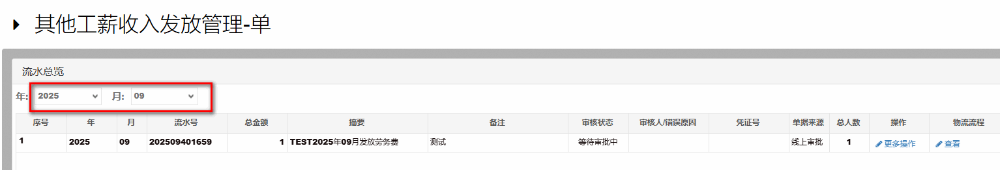 其他工薪收入发放管理-单
流水总览
年: 2025 月: 09
序号 年 月 流水号 总金额 摘要 备注 审核状态 审核人/错误原因 凭证号 单据来源 总人数 操作 物流流程
1 2025 09 202509401659 1 TEST2025年09月发放劳务费 测试 等待审批中 线上审批 1 更多操作 查看